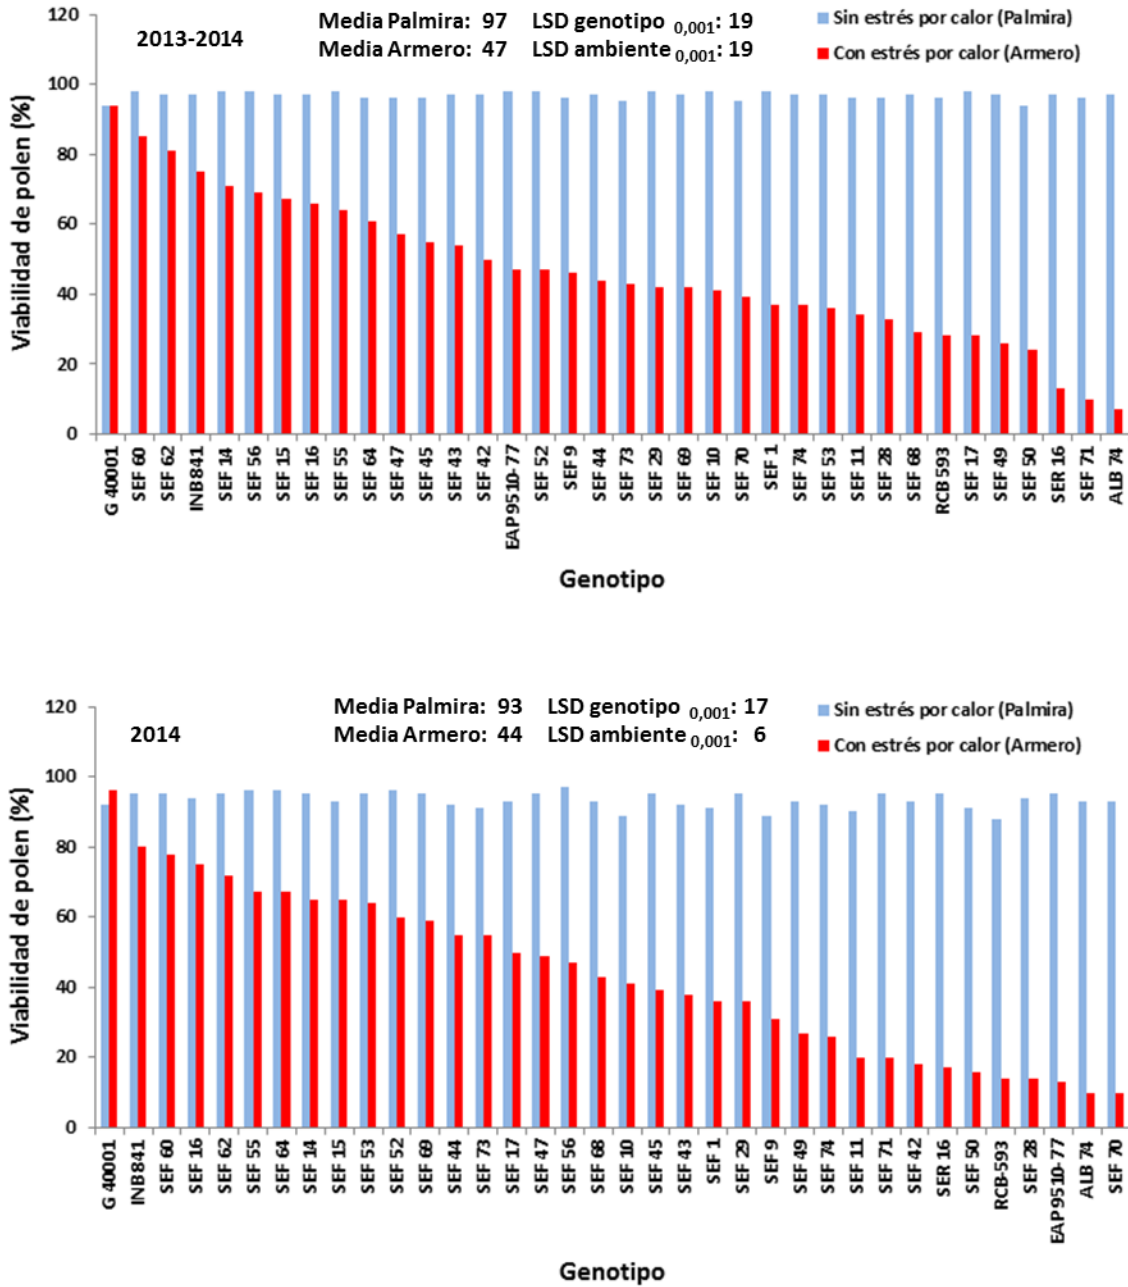 120
2013-2014
Media Palmira: 97 LSD genotipo 0,001: 19
Media Armero: 47 LSD ambiente 0,001: 19
Sin estrés por calor (Palmira)
Con estrés por calor (Armero)
100
80
60
40
20
0
Viabilidad de polen (%)
G 40001
SEF 60
SEF 62
INB 841
SEF 14
SEF 56
SEF 15
SEF 16
SEF 55
SEF 64
SEF 47
SEF 45
SEF 43
SEF 42
EAP 9510- 77
SEF 52
SEF 9
SEF 44
SEF 73
SEF 29
SEF 69
SEF 10
SEF 70
SEF 1
SEF 74
SEF 53
SEF 11
SEF 28
SEF 68
RCB 593
SEF 17
SEF 49
SEF 50
SER 16
SEF 71
ALB 74
Genotipo
120
2014
Media Palmira: 93 LSD genotipo 0,001: 17
Media Armero: 44 LSD ambiente 0,001: 6
Sin estrés por calor (Palmira)
Con estrés por calor (Armero)
100
80
60
40
20
0
Viabilidad de polen (%)
G 40001
INB 841
SEF 60
SEF 16
SEF 62
SEF 55
SEF 64
SEF 14
SEF 15
SEF 53
SEF 52
SEF 69
SEF 44
SEF 73
SEF 17
SEF 47
SEF 56
SEF 68
SEF 10
SEF 45
SEF 43
SEF 1
SEF 29
SEF 9
SEF 49
SEF 74
SEF 11
SEF 71
SEF 42
SER 16
SEF 50
RCB-593
SEF 28
EAP 9510-77
ALB 74
SEF 70
Genotipo